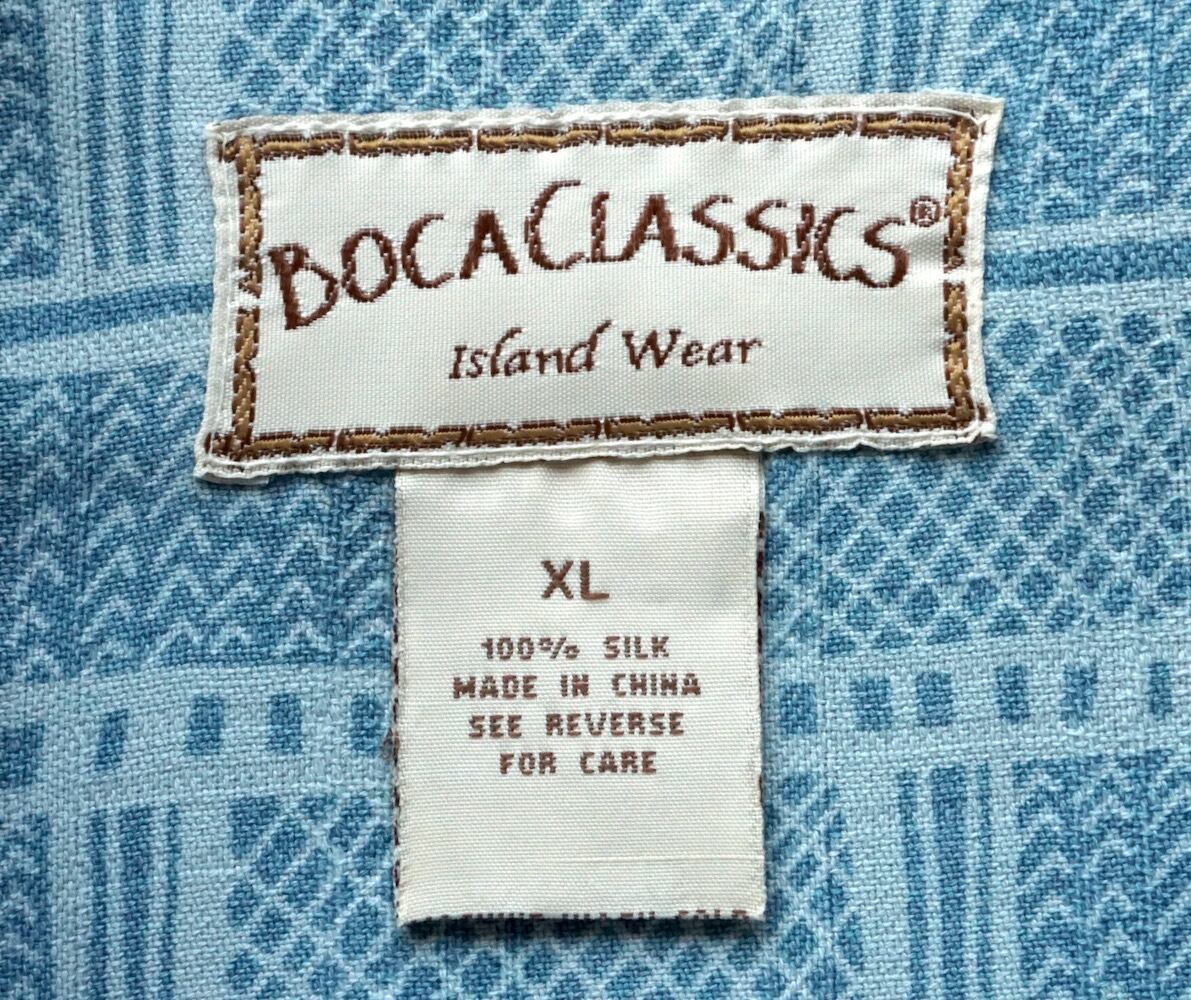 BOCACLASSICS®
Island Wear
XL
100% SILK
MADE IN CHINA
SEE REVERSE
FOR CARE